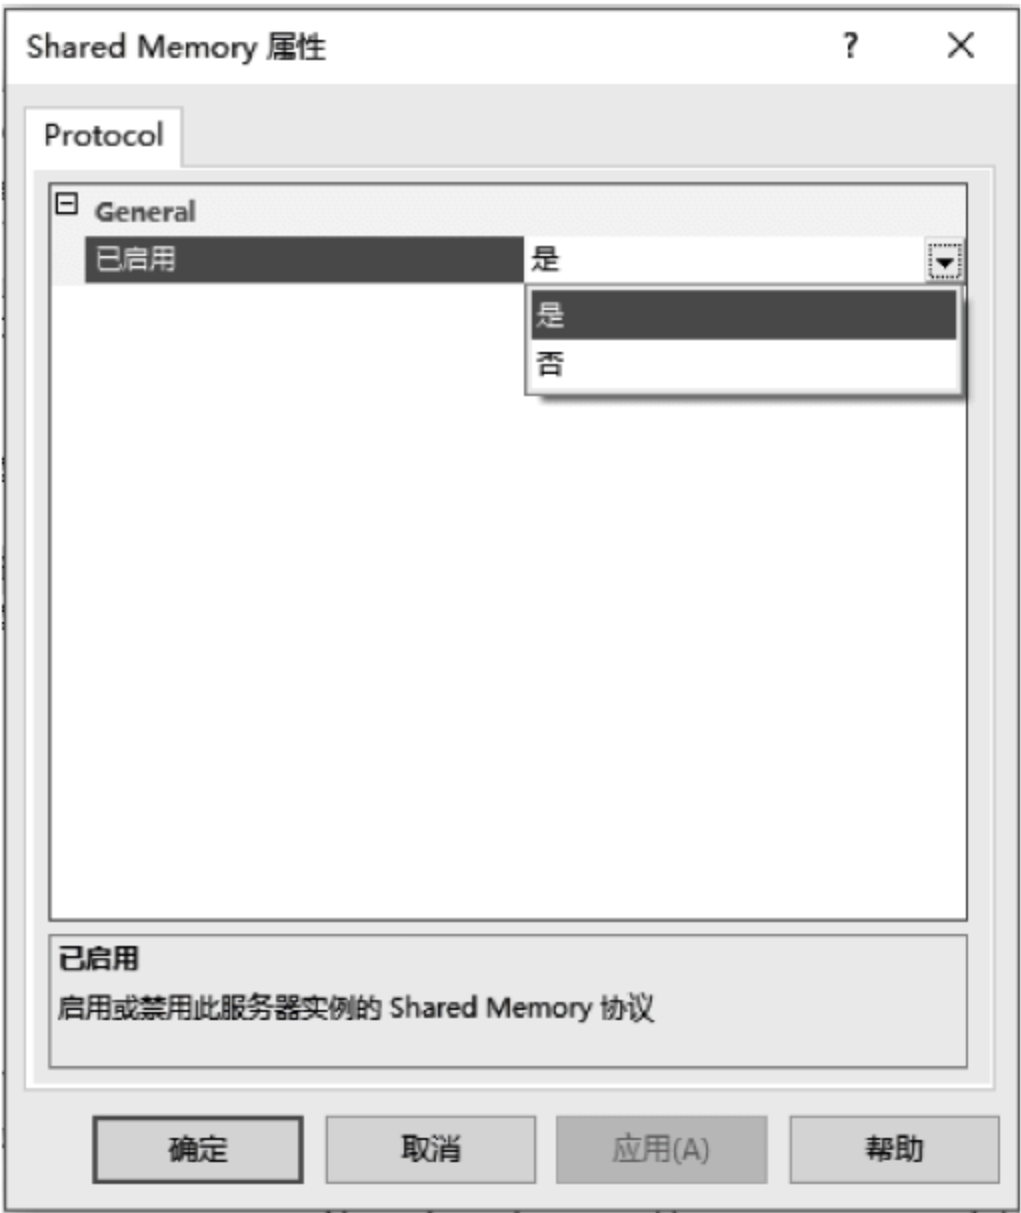 Shared Memory 属性
Protocol
General
已启用 是
是
否
已启用
启用或禁用此服务器实例的 Shared Memory 协议
确定 取消 应用(A) 帮助